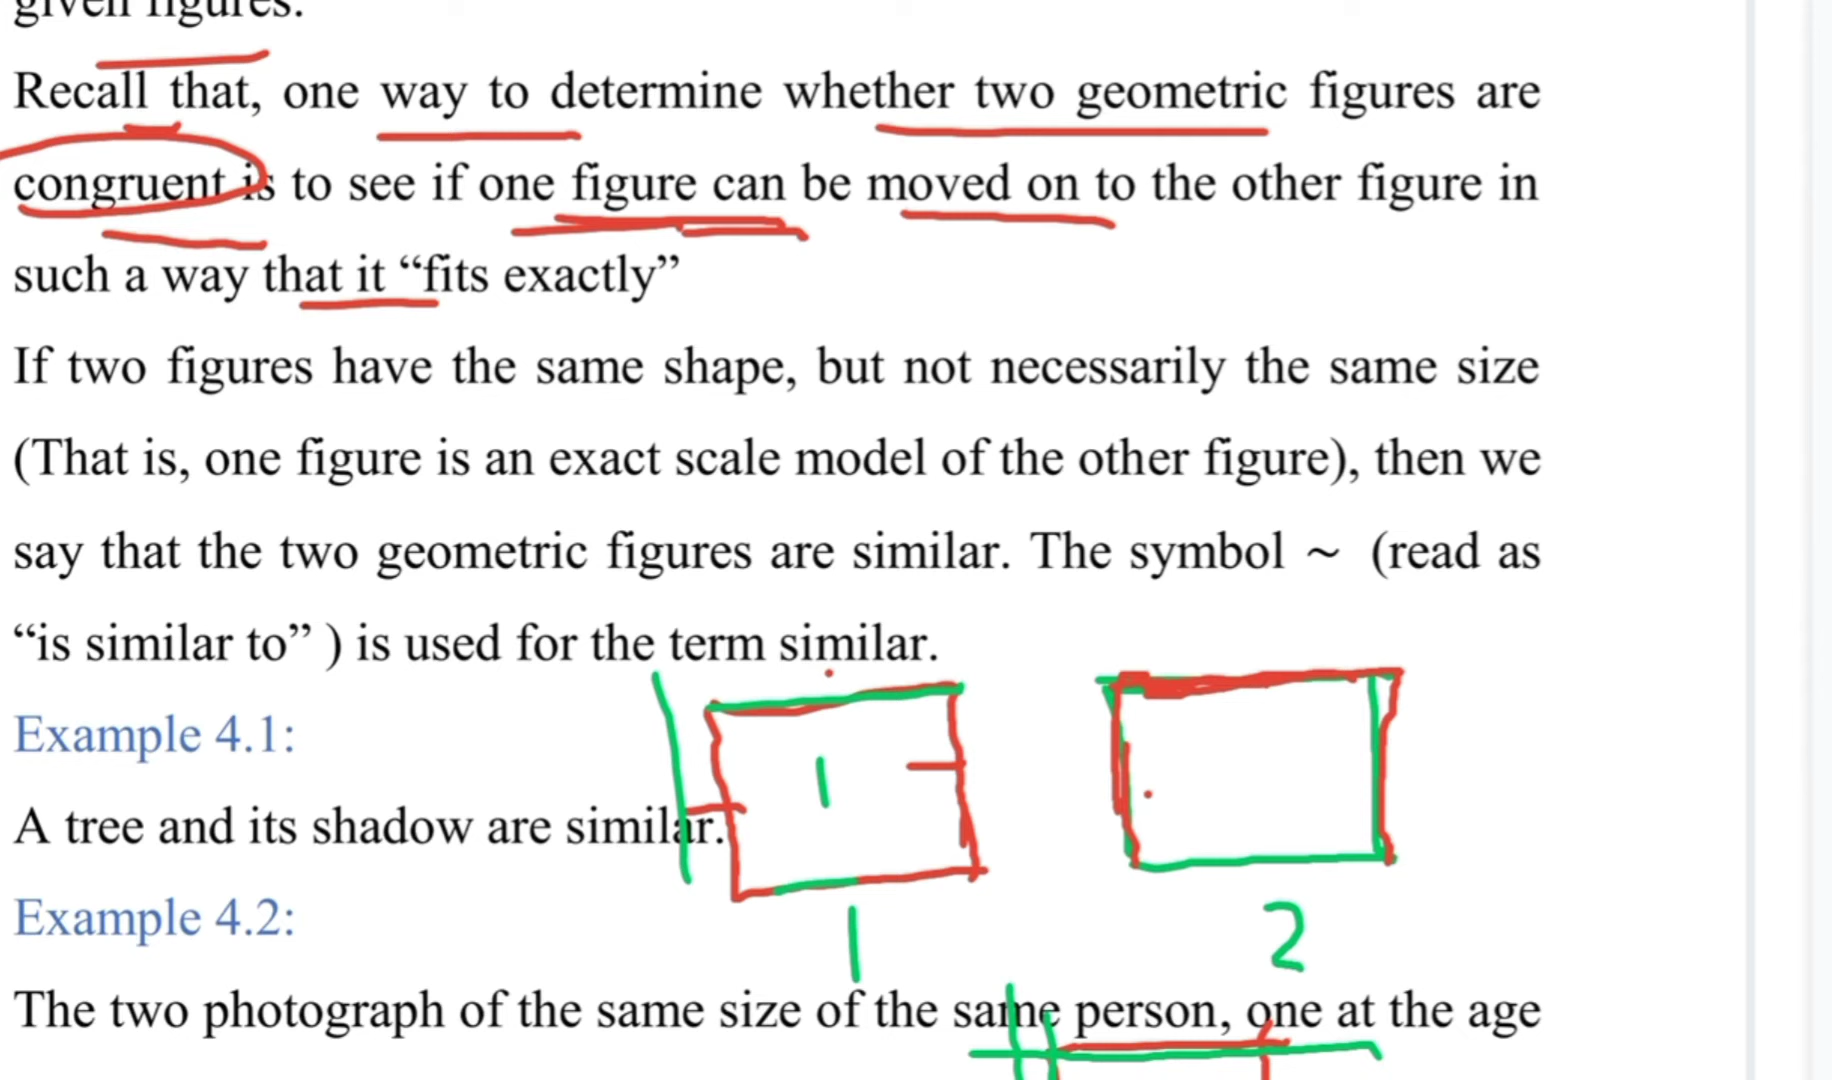 given figures.
Recall that, one way to determine whether two geometric figures are
congruent is to see if one figure can be moved on to the other figure in
such a way that it “fits exactly”
If two figures have the same shape, but not necessarily the same size
(That is, one figure is an exact scale model of the other figure), then we
say that the two geometric figures are similar. The symbol ~ (read as
“is similar to” ) is used for the term similar.
Example 4.1:
1
A tree and its shadow are similar.
Example 4.2:
1
2
The two photograph of the same size of the same person, one at the age